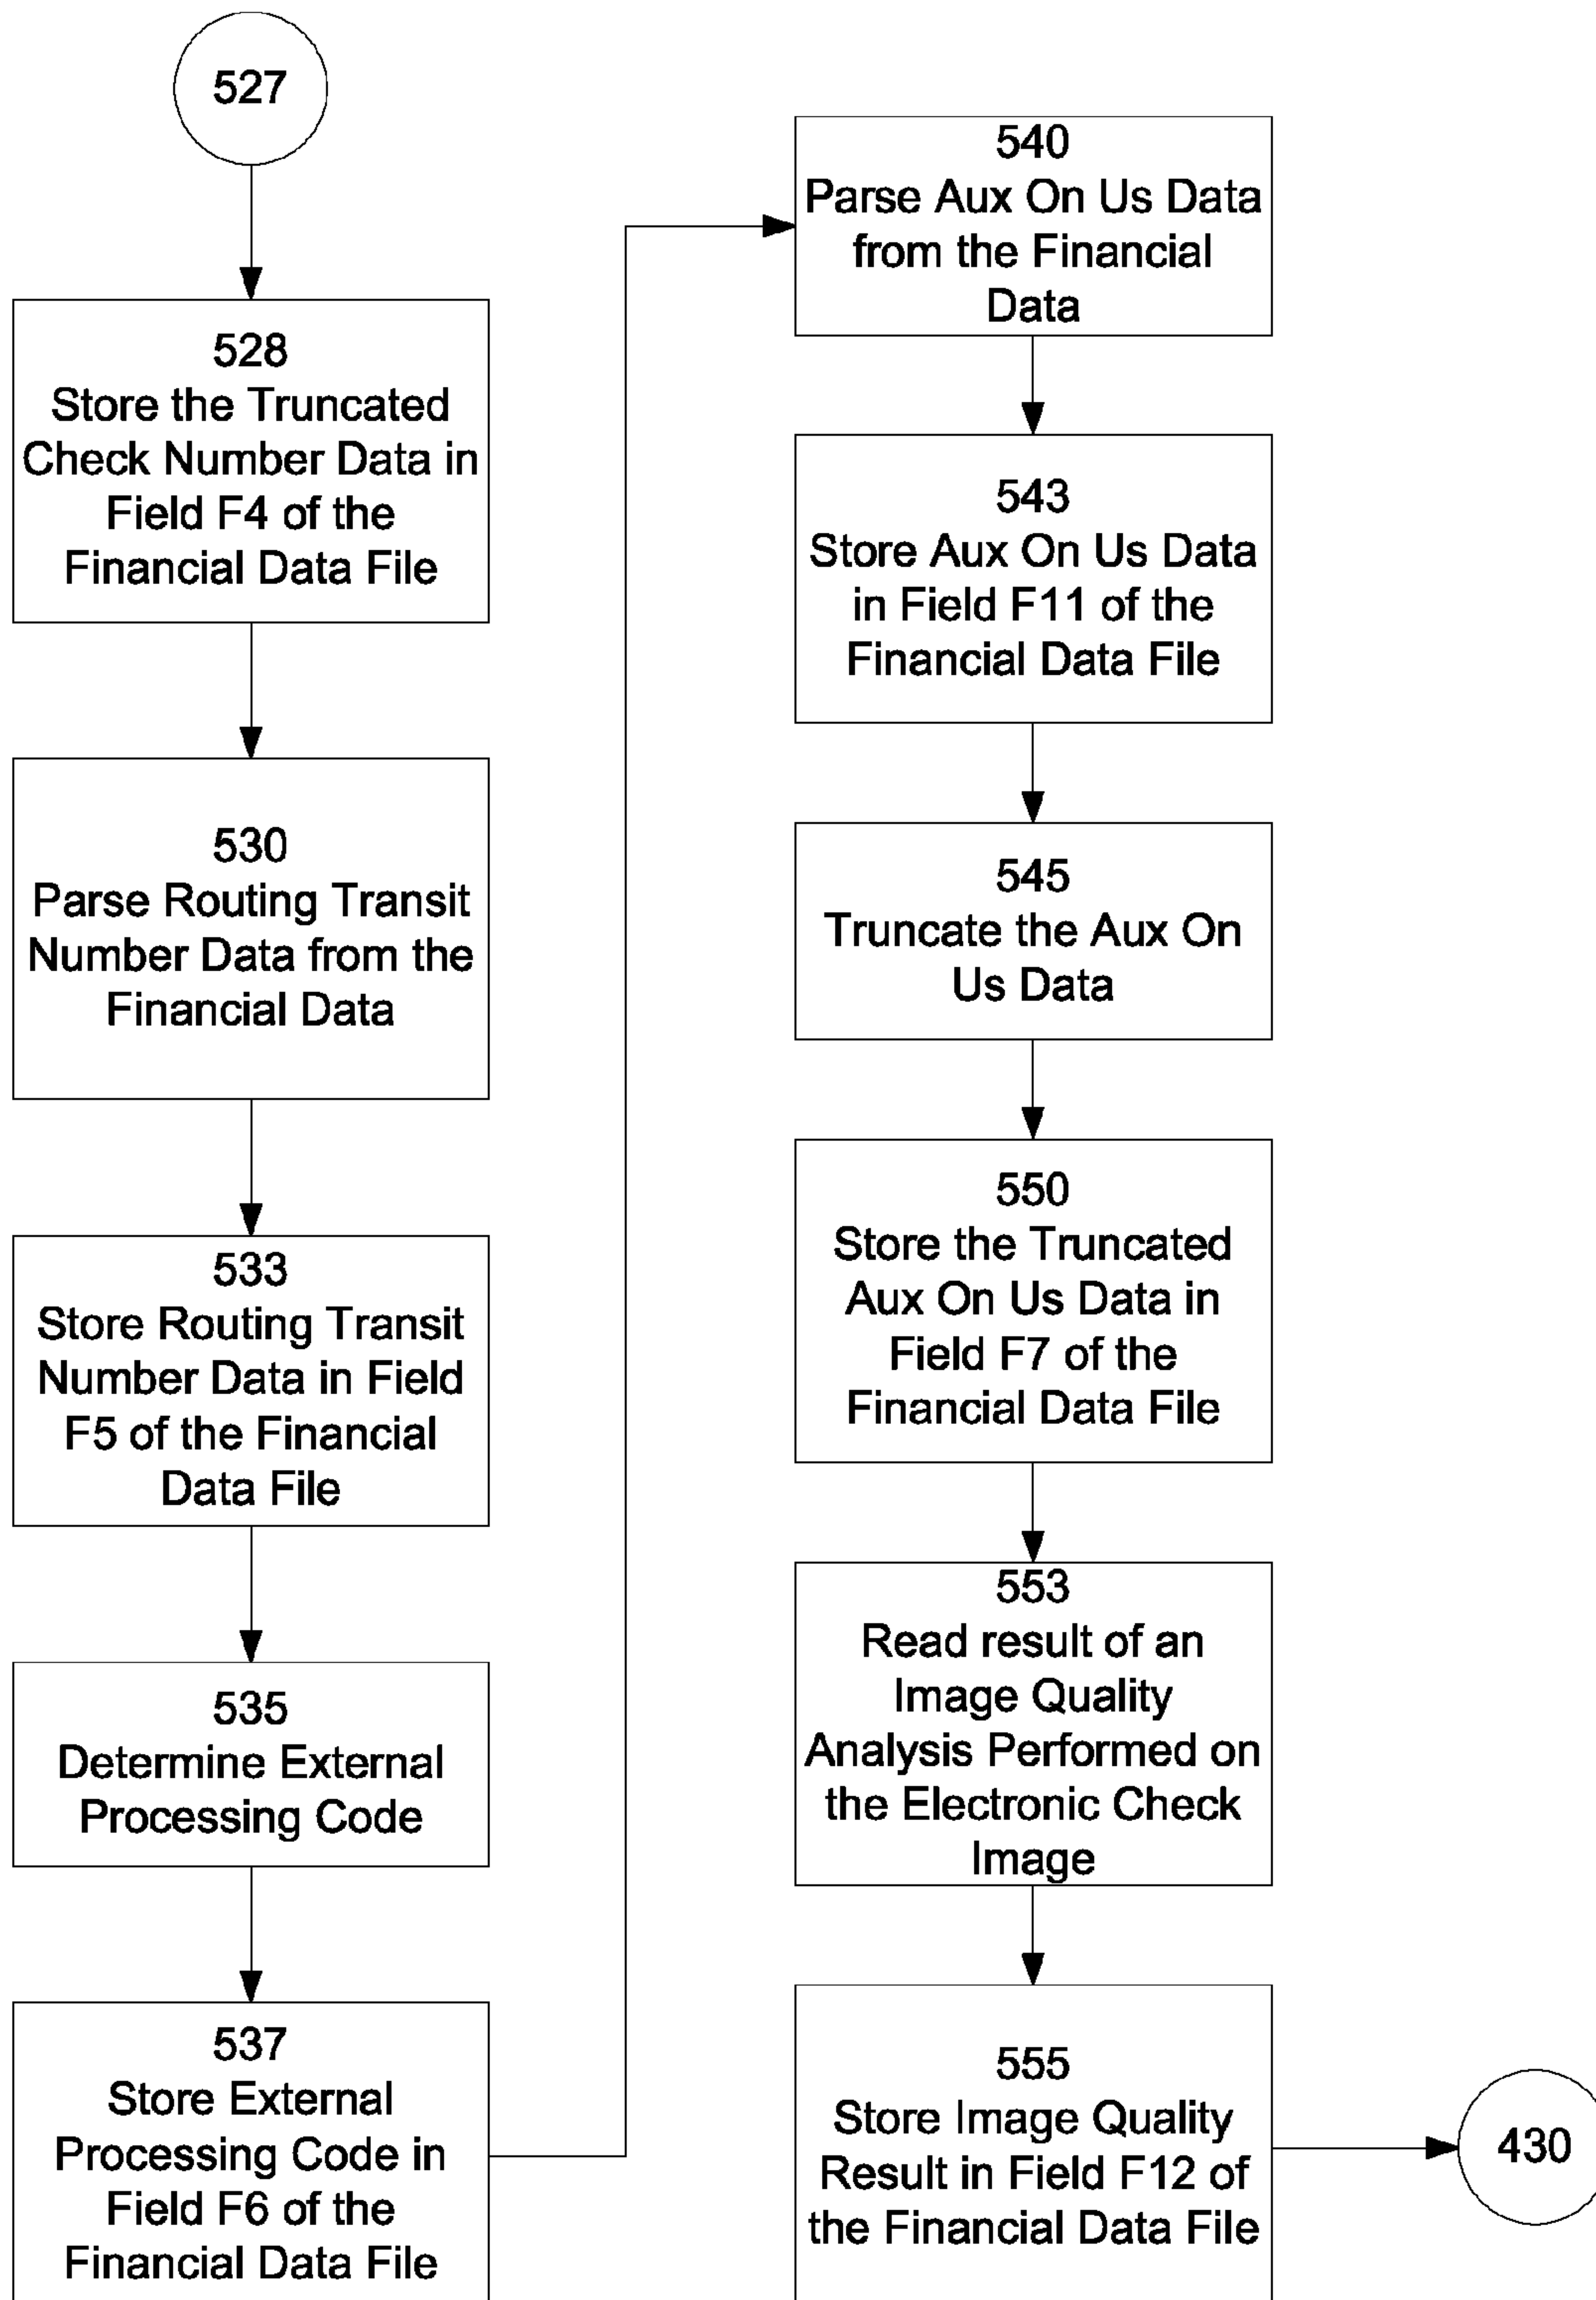 527
528
Store the Truncated
Check Number Data in
Field F4 of the
Financial Data File
530
Parse Routing Transit
Number Data from the
Financial Data
533
Store Routing Transit
Number Data in Field
F5 of the Financial
Data File
535
Determine External
Processing Code
537
Store External
Processing Code in
Field F6 of the
Financial Data File
540
Parse Aux On Us Data
from the Financial
Data
543
Store Aux On Us Data
in Field F11 of the
Financial Data File
545
Truncate the Aux On
Us Data
550
Store the Truncated
Aux On Us Data in
Field F7 of the
Financial Data File
553
Read result of an
Image Quality
Analysis Performed on
the Electronic Check
Image
555
Store Image Quality
Result in Field F12 of
the Financial Data File
430